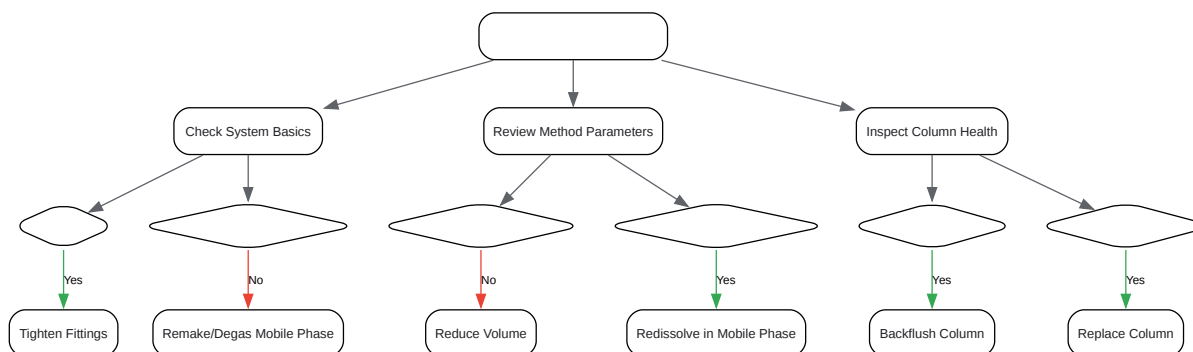 Check System Basics
Review Method Parameters
Inspect Column Health
Yes
No
No
Yes
Yes
Yes
Tighten Fittings
Remake/Degas Mobile Phase
Reduce Volume
Redissolve in Mobile Phase
Backflush Column
Replace Column